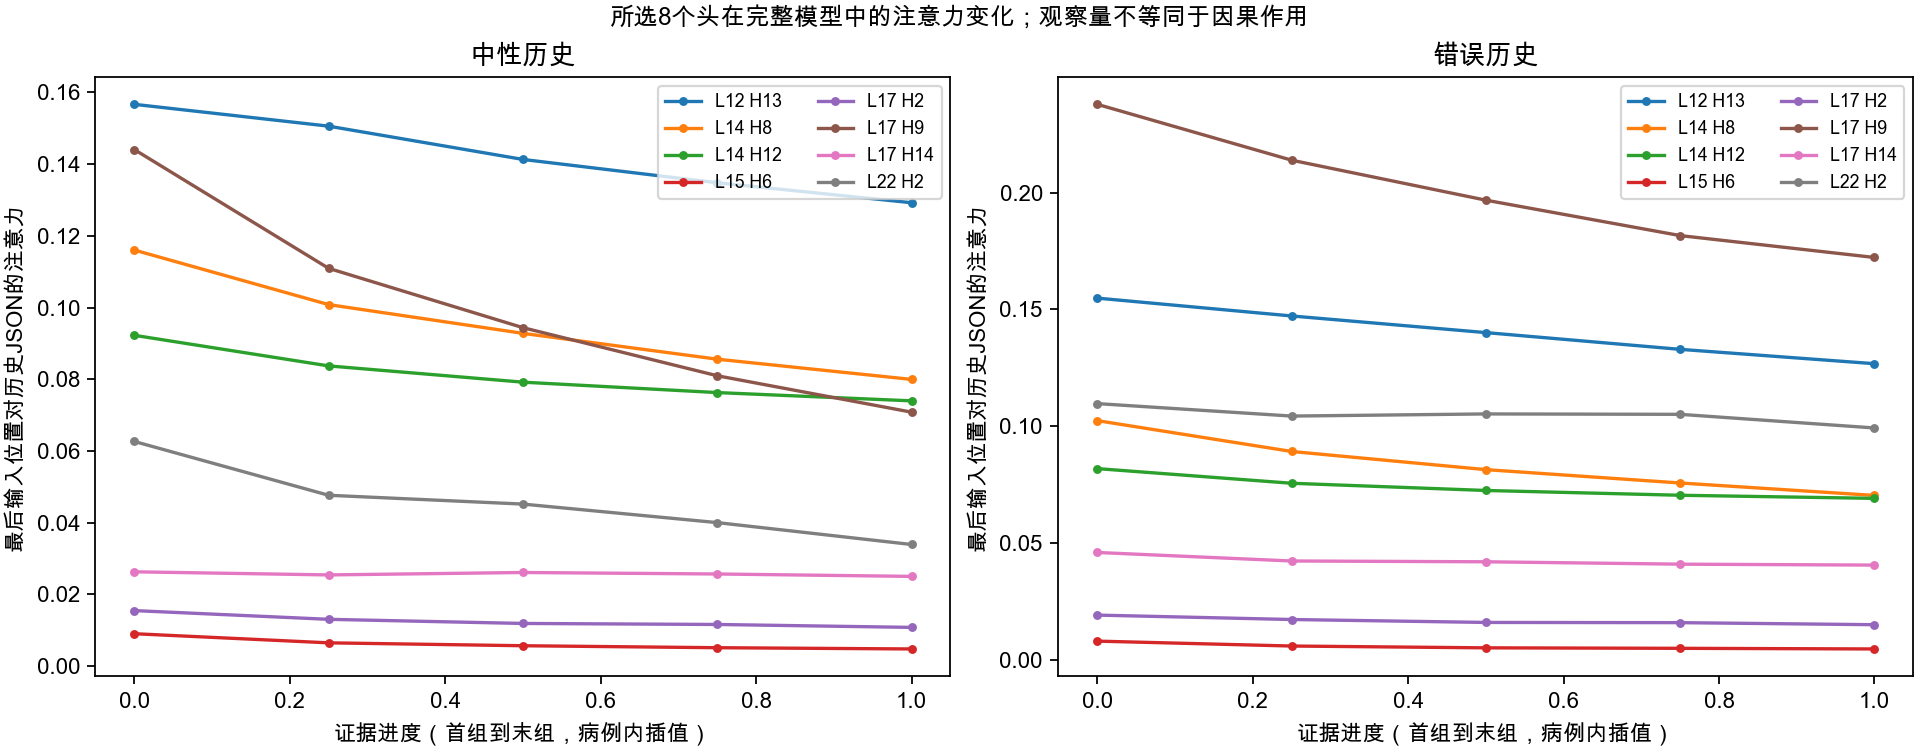 所选8个头在完整模型中的注意力变化；观察量不等同于因果作用
中性历史
最后输入位置对历史JSON的注意力
0.16
0.14
0.12
0.10
0.08
0.06
0.04
0.02
0.00
L12 H13
L14 H8
L14 H12
L15 H6
L17 H2
L17 H9
L17 H14
L22 H2
0.0 0.2 0.4 0.6 0.8 1.0
证据进度（首组到末组，病例内插值）
错误历史
最后输入位置对历史JSON的注意力
0.20
0.15
0.10
0.05
0.00
L12 H13
L14 H8
L14 H12
L15 H6
L17 H2
L17 H9
L17 H14
L22 H2
0.0 0.2 0.4 0.6 0.8 1.0
证据进度（首组到末组，病例内插值）